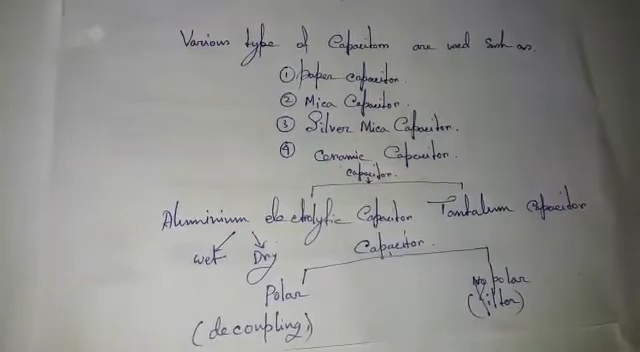 Various type of Capacitors are used such as.
① Paper capacitor.
② Mica Capacitor.
③ Silver Mica Capacitor.
④ Ceramic Capacitor.
capacitor.
Aluminium electrolytic Capacitor Tantalum Capacitor
wet Dry Capacitor.
Polar No polar
(decoupling) (filter)